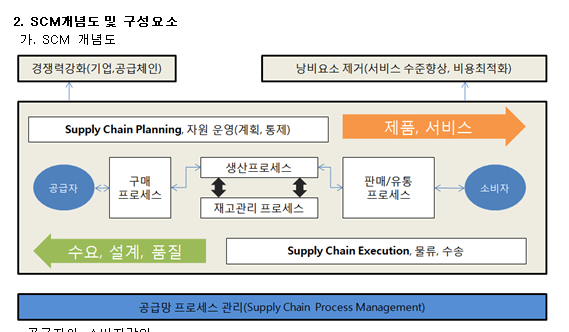 2. SCM개념도 및 구성요소
가. SCM 개념도
경쟁력강화(기업,공급체인)
낭비요소 제거(서비스 수준향상, 비용최적화)
Supply Chain Planning, 자원 운영(계획, 통제)
제품, 서비스
공급자
구매
프로세스
생산프로세스
재고관리 프로세스
판매/유통
프로세스
소비자
수요, 설계, 품질
Supply Chain Execution, 물류, 수송
공급망 프로세스 관리(Supply Chain Process Management)